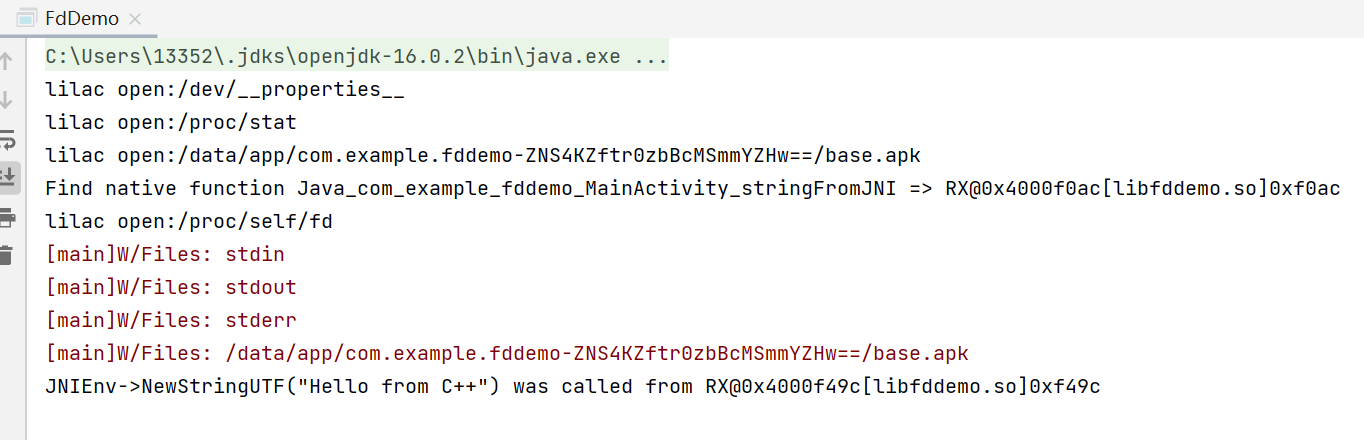 FdDemo
C:\Users\13352\.jdks\openjdk-16.0.2\bin\java.exe ...
lilac open:/dev/__properties__
lilac open:/proc/stat
lilac open:/data/app/com.example.fddemo-ZNS4KZftr0zbBcMSmmYZHw==/base.apk
Find native function Java_com_example_fddemo_MainActivity_stringFromJNI => RX@0x4000f0ac[libfddemo.so]0xf0ac
lilac open:/proc/self/fd
[main]W/Files: stdin
[main]W/Files: stdout
[main]W/Files: stderr
[main]W/Files: /data/app/com.example.fddemo-ZNS4KZftr0zbBcMSmmYZHw==/base.apk
JNIEnv->NewStringUTF("Hello from C++") was called from RX@0x4000f49c[libfddemo.so]0xf49c